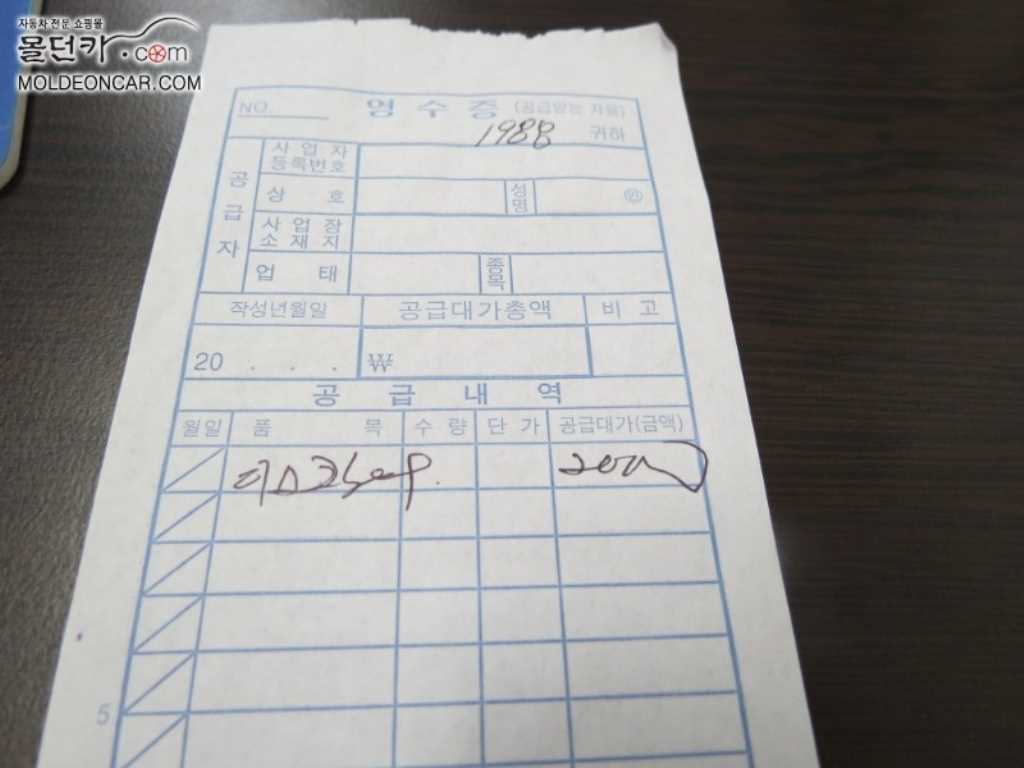 자동차 전문 쇼핑몰
몰던카.com
MOLDEONCAR.COM
NO.
영 수 증 (공급받는 자용)
1988 귀하
공급자
사업자등록번호
상 호
성명
㊞
사업장소재지
업 태
종목
작성년월일 공급대가총액 비 고
20 . . . ₩
공 급 내 역
월일 품 목 수 량 단 가 공급대가(금액)
디스크
5